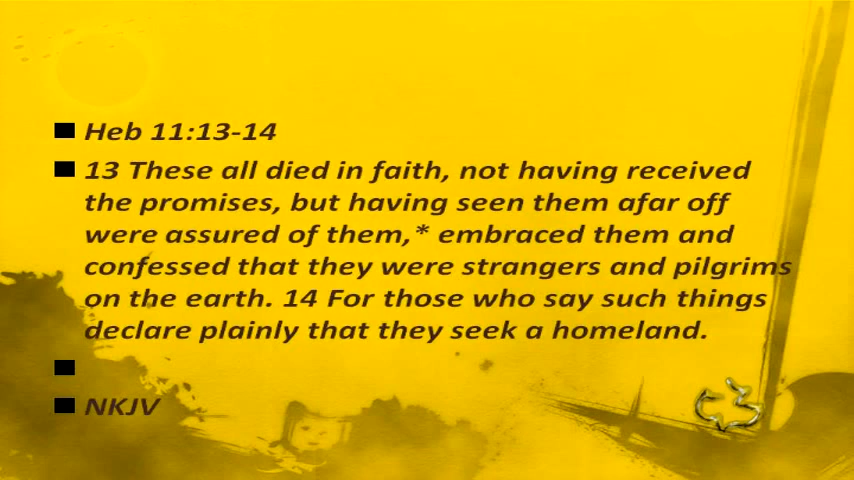 Heb 11:13-14
13 These all died in faith, not having received
the promises, but having seen them afar off
were assured of them,* embraced them and
confessed that they were strangers and pilgrims
on the earth. 14 For those who say such things
declare plainly that they seek a homeland.
NKJV